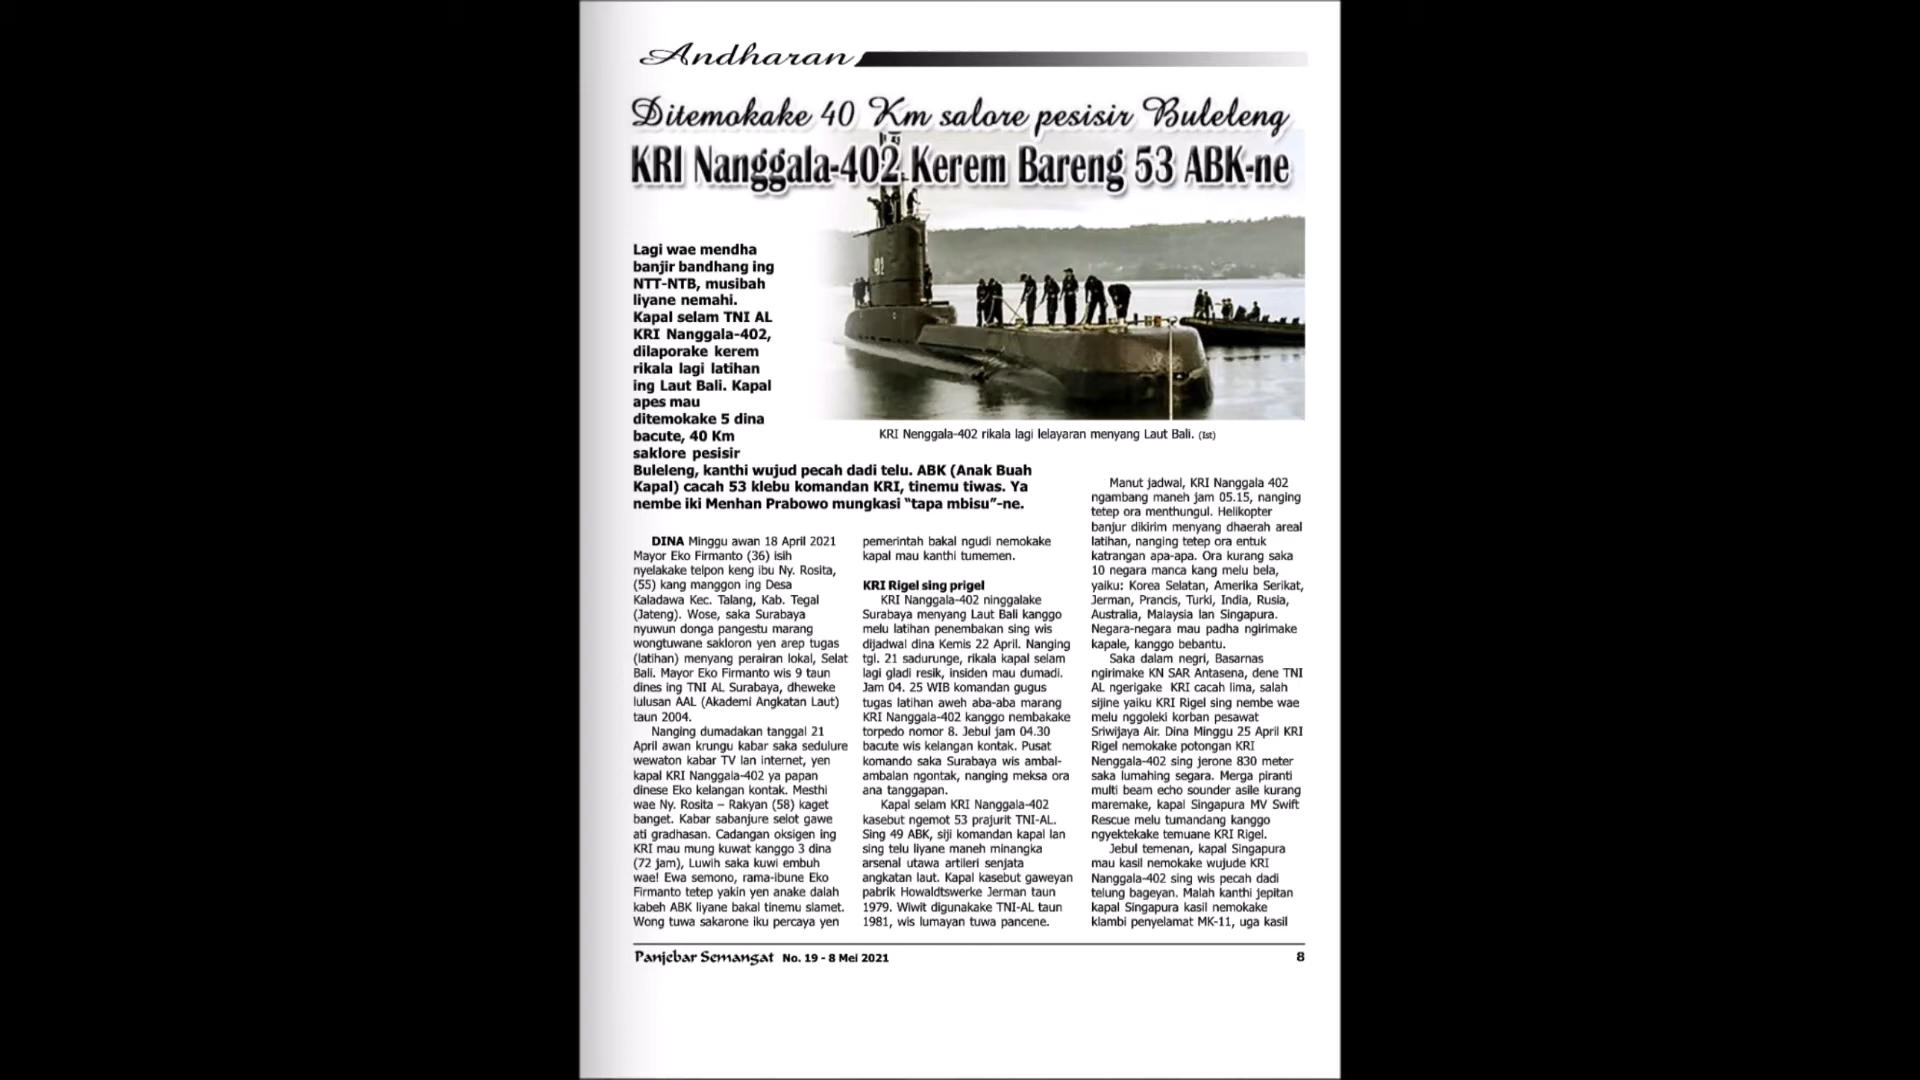 Andharan
Ditemokake 40 Km salore pesisir Buleleng
KRI Nanggala-402 Kerem Bareng 53 ABK-ne
402
Lagi wae mendha
banjir bandhang ing
NTT-NTB, musibah
liyane nemahi.
Kapal selam TNI AL
KRI Nanggala-402,
dilaporake kerem
rikala lagi latihan
ing Laut Bali. Kapal
apes mau
ditemokake 5 dina
bacute, 40 Km
saklore pesisir
Buleleng, kanthi wujud pecah dadi telu. ABK (Anak Buah
Kapal) cacah 53 klebu komandan KRI, tinemu tiwas. Ya
nembe iki Menhan Prabowo mungkasi “tapa mbisu”-ne.
KRI Nenggala-402 rikala lagi lelayaran menyang Laut Bali. (Ist)
DINA Minggu awan 18 April 2021
Mayor Eko Firmanto (36) isih
nyelakake telpon keng ibu Ny. Rosita,
(55) kang manggon ing Desa
Kaladawa Kec. Talang, Kab. Tegal
(Jateng). Wose, saka Surabaya
nyuwun donga pangestu marang
wongtuwane sakloron yen arep tugas
(latihan) menyang perairan lokal, Selat
Bali. Mayor Eko Firmanto wis 9 taun
dines ing TNI AL Surabaya, dheweke
lulusan AAL (Akademi Angkatan Laut)
taun 2004.
Nanging dumadakan tanggal 21
April awan krungu kabar saka sedulure
wewaton kabar TV lan internet, yen
kapal KRI Nanggala-402 ya papan
dinese Eko kelangan kontak. Mesthi
wae Ny. Rosita – Rakyan (58) kaget
banget. Kabar sabanjure selot gawe
ati gradhasan. Cadangan oksigen ing
KRI mau mung kuwat kanggo 3 dina
(72 jam), Luwih saka kuwi embuh
wae! Ewa semono, rama-ibune Eko
Firmanto tetep yakin yen anake dalah
kabeh ABK liyane bakal tinemu slamet.
Wong tuwa sakarone iku percaya yen
pemerintah bakal ngudi nemokake
kapal mau kanthi tumemen.
KRI Rigel sing prigel
KRI Nanggala-402 ninggalake
Surabaya menyang Laut Bali kanggo
melu latihan penembakan sing wis
dijadwal dina Kemis 22 April. Nanging
tgl. 21 sadurunge, rikala kapal selam
lagi gladi resik, insiden mau dumadi.
Jam 04. 25 WIB komandan gugus
tugas latihan aweh aba-aba marang
KRI Nanggala-402 kanggo nembakake
torpedo nomor 8. Jebul jam 04.30
bacute wis kelangan kontak. Pusat
komando saka Surabaya wis ambal-
ambalan ngontak, nanging meksa ora
ana tanggapan.
Kapal selam KRI Nanggala-402
kasebut ngemot 53 prajurit TNI-AL.
Sing 49 ABK, siji komandan kapal lan
sing telu liyane maneh minangka
arsenal utawa artileri senjata
angkatan laut. Kapal kasebut gaweyan
pabrik Howaldtswerke Jerman taun
1979. Wiwit digunakake TNI-AL taun
1981, wis lumayan tuwa pancene.
Manut jadwal, KRI Nanggala 402
ngambang maneh jam 05.15, nanging
tetep ora menthungul. Helikopter
banjur dikirim menyang dhaerah areal
latihan, nanging tetep ora entuk
katrangan apa-apa. Ora kurang saka
10 negara manca kang melu bela,
yaiku: Korea Selatan, Amerika Serikat,
Jerman, Prancis, Turki, India, Rusia,
Australia, Malaysia lan Singapura.
Negara-negara mau padha ngirimake
kapale, kanggo bebantu.
Saka dalam negri, Basarnas
ngirimake KN SAR Antasena, dene TNI
AL ngerigake KRI cacah lima, salah
sijine yaiku KRI Rigel sing nembe wae
melu nggoleki korban pesawat
Sriwijaya Air. Dina Minggu 25 April KRI
Rigel nemokake potongan KRI
Nenggala-402 sing jerone 830 meter
saka lumahing segara. Merga piranti
multi beam echo sounder asile kurang
maremake, kapal Singapura MV Swift
Rescue melu tumandang kanggo
ngyektekake temuane KRI Rigel.
Jebul temenan, kapal Singapura
mau kasil nemokake wujude KRI
Nanggala-402 sing wis pecah dadi
telung bageyan. Malah kanthi jepitan
kapal Singapura kasil nemokake
klambi penyelamat MK-11, uga kasil
Panjebar Semangat No. 19 - 8 Mei 2021
8